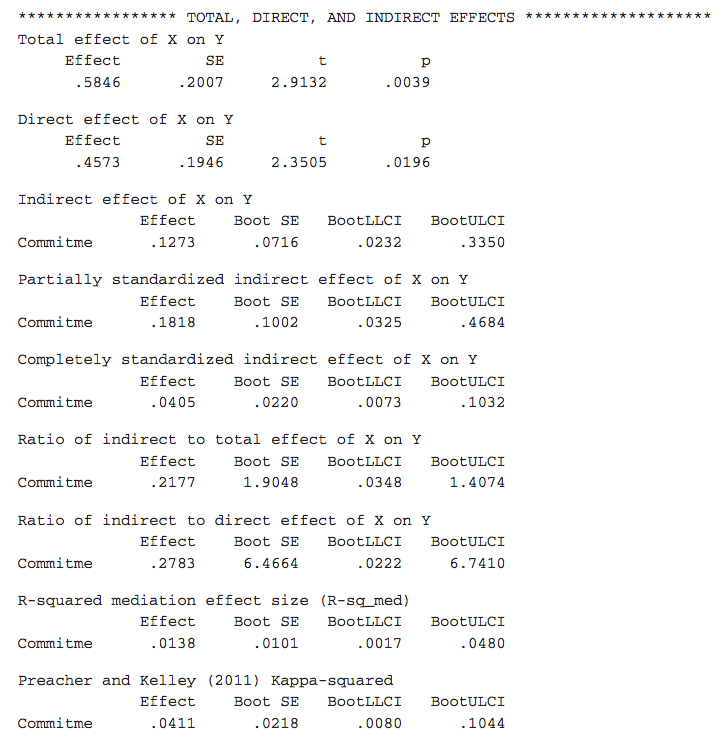 ***************** TOTAL, DIRECT, AND INDIRECT EFFECTS ********************
Total effect of X on Y
Effect SE t p
.5846 .2007 2.9132 .0039
Direct effect of X on Y
Effect SE t p
.4573 .1946 2.3505 .0196
Indirect effect of X on Y
Effect Boot SE BootLLCI BootULCI
Commitme .1273 .0716 .0232 .3350
Partially standardized indirect effect of X on Y
Effect Boot SE BootLLCI BootULCI
Commitme .1818 .1002 .0325 .4684
Completely standardized indirect effect of X on Y
Effect Boot SE BootLLCI BootULCI
Commitme .0405 .0220 .0073 .1032
Ratio of indirect to total effect of X on Y
Effect Boot SE BootLLCI BootULCI
Commitme .2177 1.9048 .0348 1.4074
Ratio of indirect to direct effect of X on Y
Effect Boot SE BootLLCI BootULCI
Commitme .2783 6.4664 .0222 6.7410
R-squared mediation effect size (R-sq_med)
Effect Boot SE BootLLCI BootULCI
Commitme .0138 .0101 .0017 .0480
Preacher and Kelley (2011) Kappa-squared
Effect Boot SE BootLLCI BootULCI
Commitme .0411 .0218 .0080 .1044